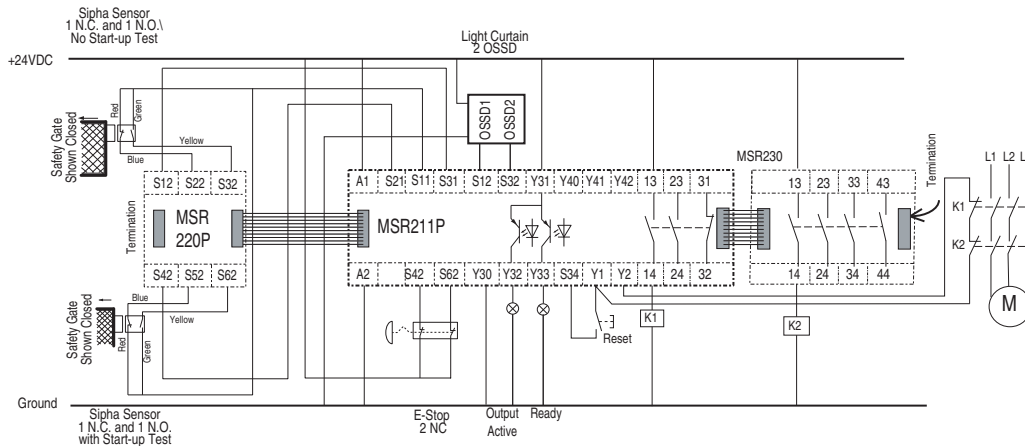 Sipha Sensor
1 N.C. and 1 N.O.\
No Start-up Test
Light Curtain
2 OSSD
+24VDC
Red
Green
OSSD1
OSSD2
Safety Gate
Shown Closed
Yellow
Blue
MSR230
Termination
L1 L2 L
S12 S22 S32
A1 S21 S11 S31 S12 S32 Y31 Y40 Y41 Y42 13 23 31
13 23 33 43
K1
Termination
MSR
220P
MSR211P
K2
S42 S52 S62
A2 S42 S62 Y30 Y32 Y33 S34 Y1 Y2 14 24 32
14 24 34 44
Blue
Yellow
Safety Gate
Shown Closed
Red
Green
K1
K2
M
Reset
Ground
Sipha Sensor
1 N.C. and 1 N.O.
with Start-up Test
E-Stop
2 NC
Output
Active
Ready